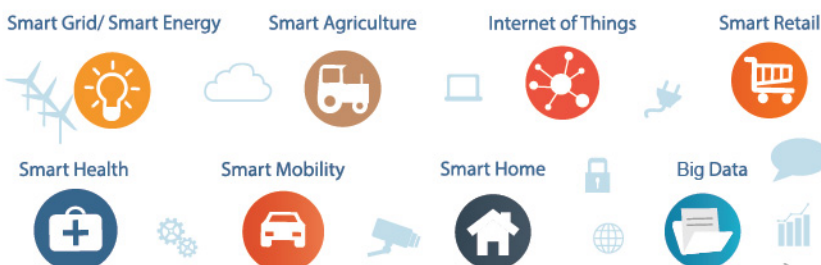 Smart Grid/ Smart Energy
Smart Agriculture
Internet of Things
Smart Retail
Smart Health
Smart Mobility
Smart Home
Big Data